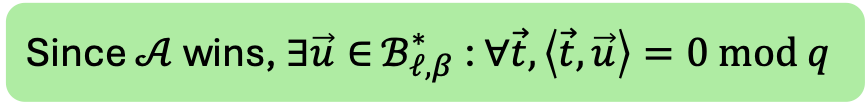 Since 𝒜 wins, ∃u⃗ ∈ ℬ*_{ℓ,β} : ∀t⃗, ⟨t⃗, u⃗⟩ = 0 mod q